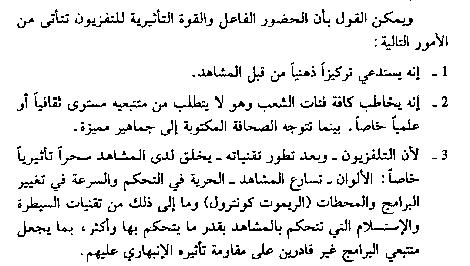 ويمكن القول بأن الحضور الفاعل والقوة التأثيرية للتفزيون تتأتى من
الأمور التالية:
1 ـ إنه يستدعي تركيزاً ذهنياً من قبل المشاهد.
2 ـ إنه يخاطب كافة فئات الشعب وهو لا يتطلب من متتبعيه مستوى ثقافياً أو
علمياً خاصاً. بينما تتوجه الصحافة المكتوبة إلى جماهير مميزة.
3 ـ لأن التلفزيون ـ وبعد تطور تقنياته ـ يخلق لدى المشاهد سحراً تأثيرياً
خاصاً: الألوان ـ تسارع المشاهد ـ الحرية في التحكم والسرعة في تغيير
البرامج والمحطات (الريموت كونترول) وما إلى ذلك من تقنيات السيطرة
والإستسلام التي تتحكم بالمشاهد بقدر ما يتحكم بها وأكثر، بما يجعل
متتبعي البرامج غير قادرين على مقاومة تأثيره الإنبهاري عليهم.